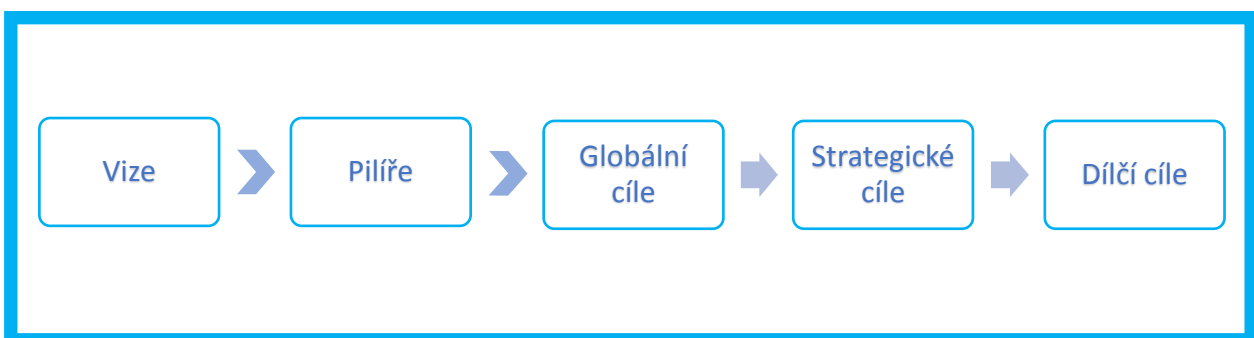 Vize
Pilíře
Globální
cíle
Strategické
cíle
Dílčí cíle